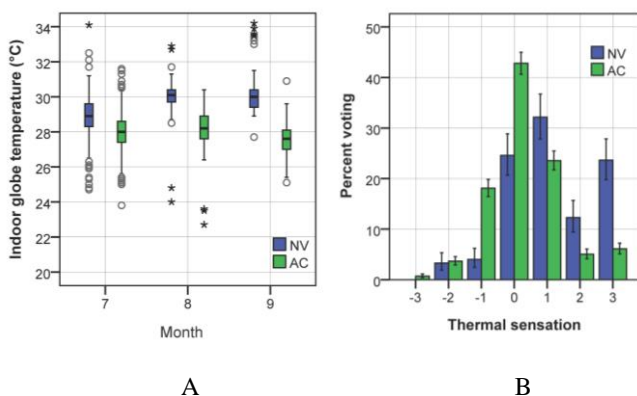 Indoor globe temperature (°C)
34
32
30
28
26
24
22
20
7
8
9
Month
NV
AC
A
Percent voting
50
40
30
20
10
0
-3
-2
-1
0
1
2
3
Thermal sensation
NV
AC
B